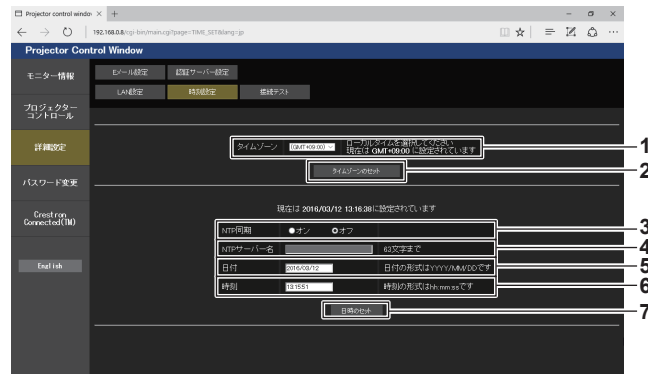 Projector control window × +
192.168.0.8/cgi-bin/main.cgi?page=TIME_SET&lang=jp
Projector Control Window
モニター情報
Eメール設定 認証サーバー設定
LAN設定 時刻設定 接続テスト
プロジェクター
コントロール
詳細設定
タイムゾーン (GMT+09:00) ローカルタイムを選択してください
現在は GMT+09:00 に設定されています
1
タイムゾーンのセット
2
パスワード変更
Crestron
Connected(TM)
現在は 2016/03/12 13:16:38に設定されています
NTP同期 オン オフ
3
NTPサーバー名 63文字まで
4
English
日付 2016/03/12 日付の形式はYYYY/MM/DDです
5
時刻 13:15:51 時刻の形式はhh:mm:ssです
6
日時のセット
7